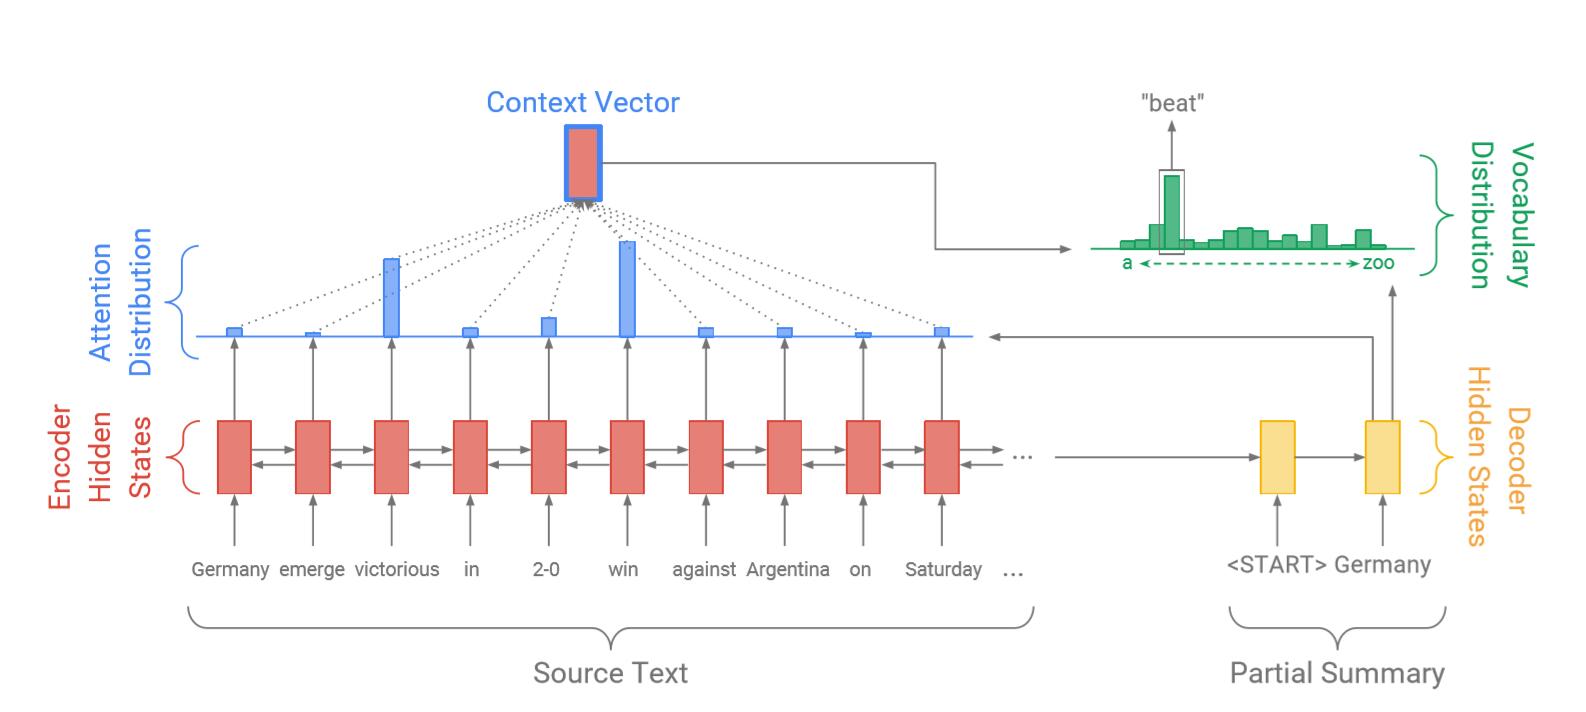 Context Vector
"beat"
Vocabulary
Distribution
a
zoo
Attention
Distribution
Encoder
Hidden
States
...
Decoder
Hidden States
Germany emerge victorious in 2-0 win against Argentina on Saturday ...
<START> Germany
Source Text
Partial Summary